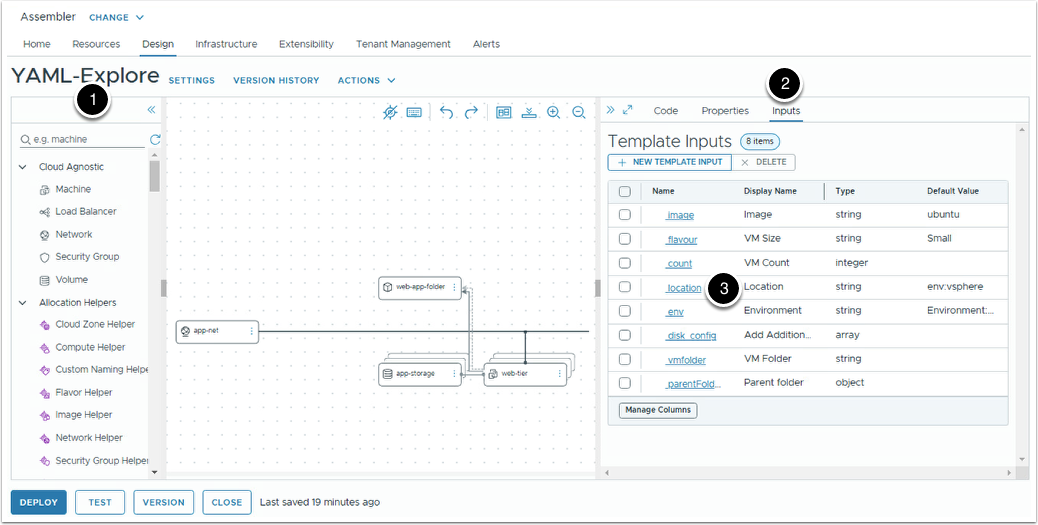 Assembler CHANGE
Home Resources Design Infrastructure Extensibility Tenant Management Alerts
YAML-Explore SETTINGS VERSION HISTORY ACTIONS
1
2
Code Properties Inputs
e.g. machine
Cloud Agnostic
Machine
Load Balancer
Network
Security Group
Volume
Allocation Helpers
Cloud Zone Helper
Compute Helper
Custom Naming Helpe
Flavor Helper
Image Helper
Network Helper
Security Group Helper
web-app-folder
app-net
app-storage
web-tier
Template Inputs 8 items
NEW TEMPLATE INPUT DELETE
Name Display Name Type Default Value
image Image string ubuntu
flavour VM Size string Small
count VM Count integer
location 3 Location string env:vsphere
env Environment string Environment:...
disk_config Add Addition... array
vmfolder VM Folder string
parentFold... Parent folder object
Manage Columns
DEPLOY TEST VERSION CLOSE Last saved 19 minutes ago